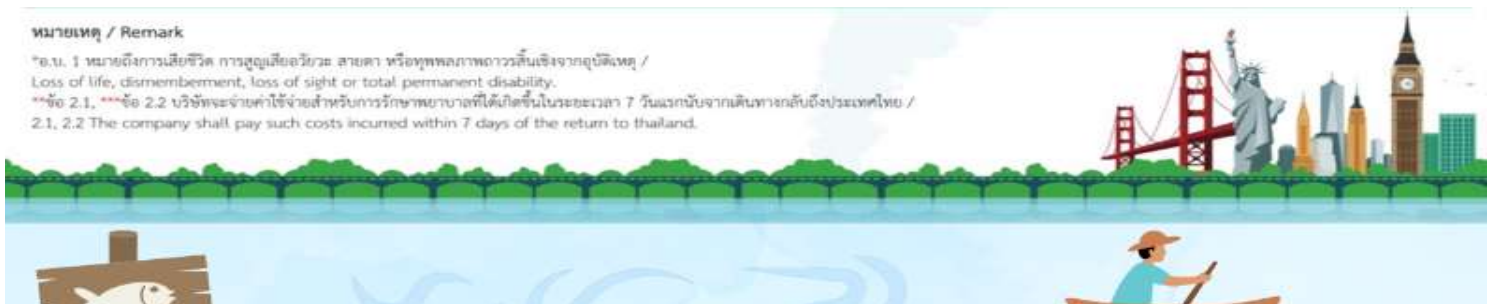 หมายเหตุ / Remark
*อ.บ. 1 หมายถึงการเสียชีวิต การสูญเสียอวัยวะ สายตา หรือทุพพลภาพถาวรสิ้นเชิงจากอุบัติเหตุ /
Loss of life, dismemberment, loss of sight or total permanent disability.
**ข้อ 2.1, ***ข้อ 2.2 บริษัทจะจ่ายค่าใช้จ่ายสำหรับการรักษาพยาบาลที่ได้เกิดขึ้นในระยะเวลา 7 วันแรกนับจากเดินทางกลับถึงประเทศไทย /
2.1, 2.2 The company shall pay such costs incurred within 7 days of the return to thailand.